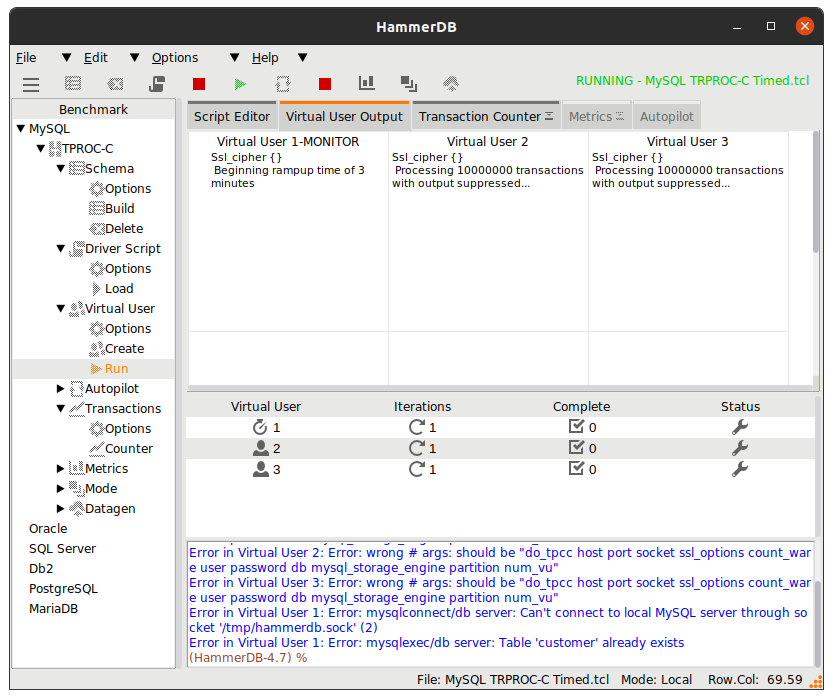 HammerDB
File Edit Options Help
RUNNING - MySQL TRPROC-C Timed.tcl
Benchmark
MySQL
TPROC-C
Schema
Options
Build
Delete
Driver Script
Options
Load
Virtual User
Options
Create
Run
Autopilot
Transactions
Options
Counter
Metrics
Mode
Datagen
Oracle
SQL Server
Db2
PostgreSQL
MariaDB
Script Editor Virtual User Output Transaction Counter Metrics Autopilot
Virtual User 1-MONITOR
Ssl_cipher {}
Beginning rampup time of 3
minutes
Virtual User 2
Ssl_cipher {}
Processing 10000000 transactions
with output suppressed...
Virtual User 3
Ssl_cipher {}
Processing 10000000 transactions
with output suppressed...
Virtual User Iterations Complete Status
1 1 0
2 1 0
3 1 0
Error in Virtual User 2: Error: wrong # args: should be "do_tpcc host port socket ssl_options count_war
e user password db mysql_storage_engine partition num_vu"
Error in Virtual User 3: Error: wrong # args: should be "do_tpcc host port socket ssl_options count_war
e user password db mysql_storage_engine partition num_vu"
Error in Virtual User 1: Error: mysqlconnect/db server: Can't connect to local MySQL server through so
cket '/tmp/hammerdb.sock' (2)
Error in Virtual User 1: Error: mysqlexec/db server: Table 'customer' already exists
(HammerDB-4.7) %
File: MySQL TRPROC-C Timed.tcl Mode: Local Row.Col: 69.59